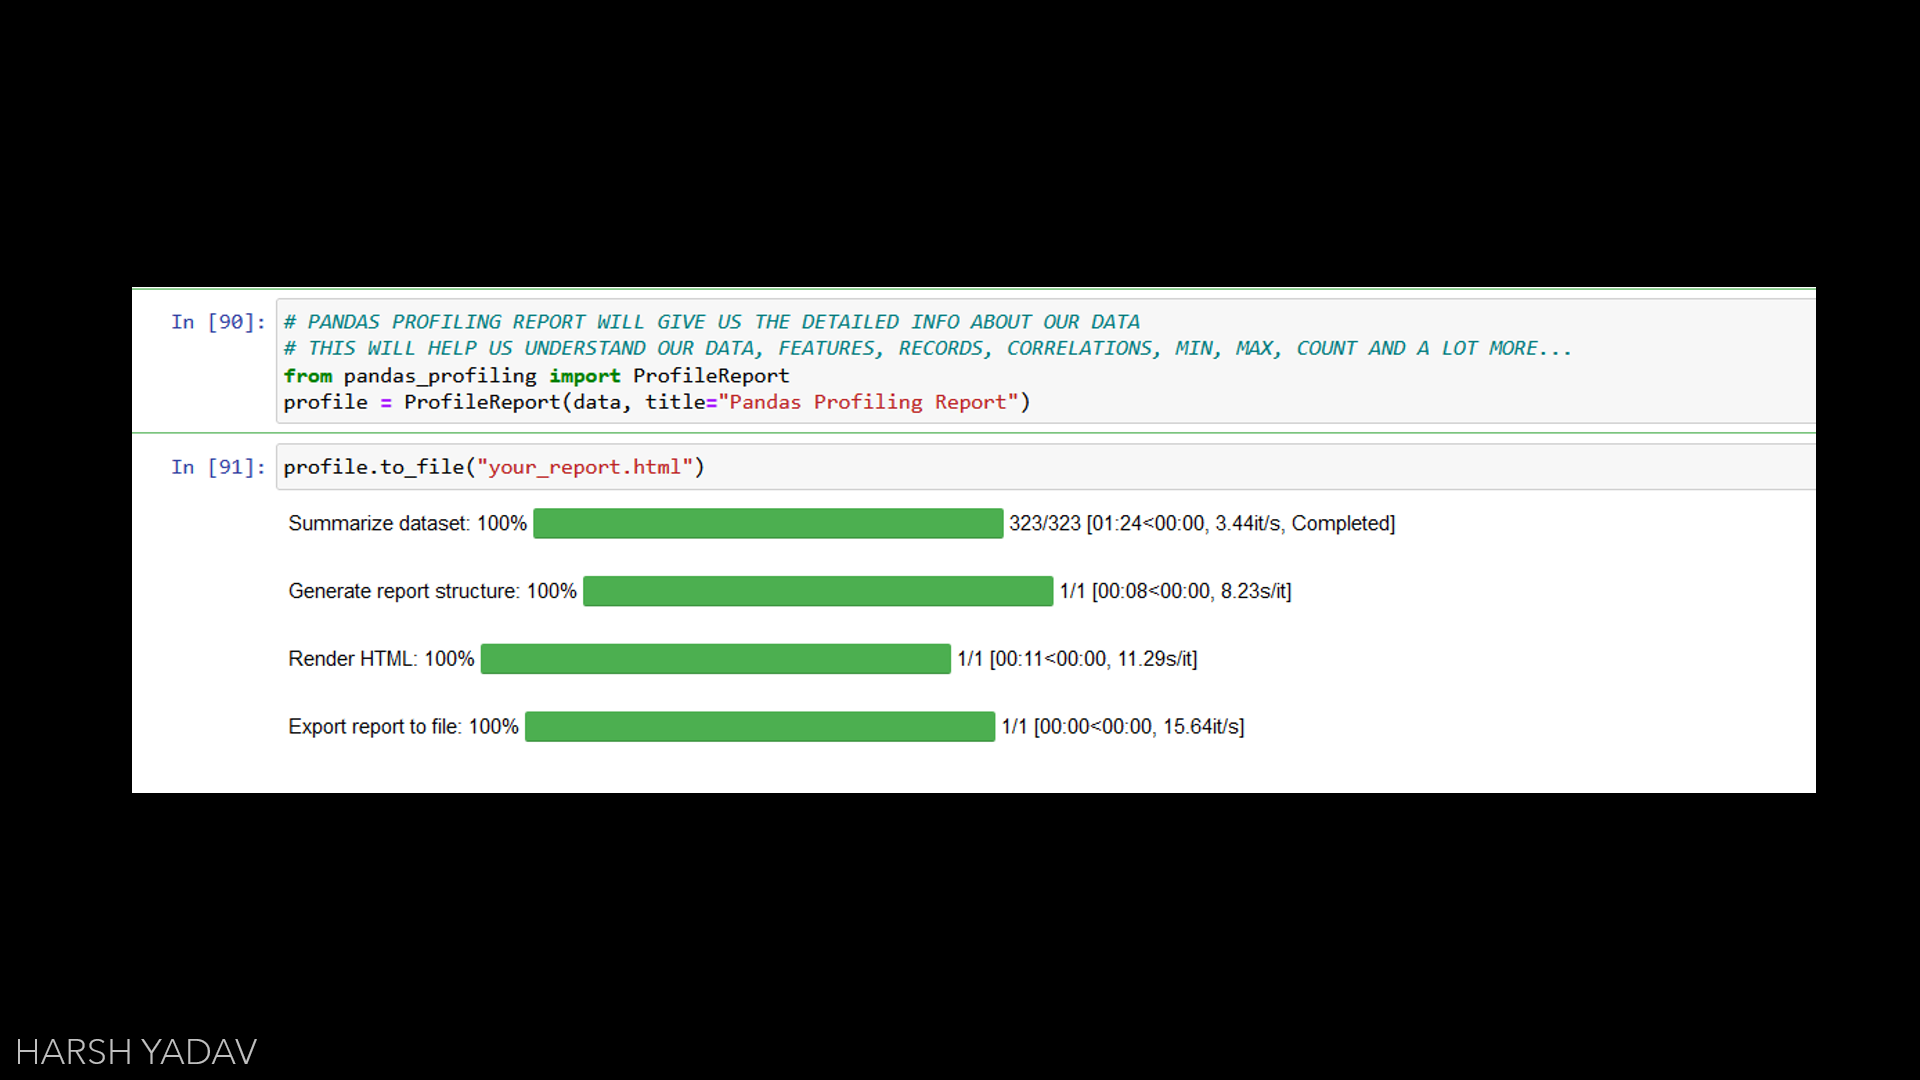 In [90]: # PANDAS PROFILING REPORT WILL GIVE US THE DETAILED INFO ABOUT OUR DATA
# THIS WILL HELP US UNDERSTAND OUR DATA, FEATURES, RECORDS, CORRELATIONS, MIN, MAX, COUNT AND A LOT MORE...
from pandas_profiling import ProfileReport
profile = ProfileReport(data, title="Pandas Profiling Report")
In [91]: profile.to_file("your_report.html")
Summarize dataset: 100% 323/323 [01:24<00:00, 3.44it/s, Completed]
Generate report structure: 100% 1/1 [00:08<00:00, 8.23s/it]
Render HTML: 100% 1/1 [00:11<00:00, 11.29s/it]
Export report to file: 100% 1/1 [00:00<00:00, 15.64it/s]
HARSH YADAV